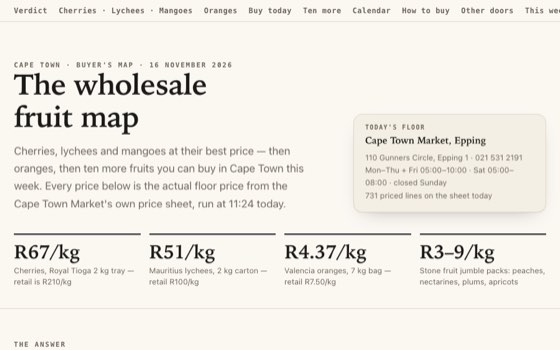 Verdict Cherries · Lychees · Mangoes Oranges Buy today Ten more Calendar How to buy Other doors This
CAPE TOWN · BUYER'S MAP · 16 NOVEMBER 2026
The wholesale
fruit map
Cherries, lychees and mangoes at their best price — then
oranges, then ten more fruits you can buy in Cape Town this
week. Every price below is the actual floor price from the
Cape Town Market's own price sheet, run at 11:24 today.
TODAY'S FLOOR
Cape Town Market, Epping
110 Gunners Circle, Epping 1 · 021 531 2191
Mon–Thu + Fri 05:00–10:00 · Sat 05:00–
08:00 · closed Sunday
731 priced lines on the sheet today
R67/kg
Cherries, Royal Tioga 2 kg tray —
retail is R210/kg
R51/kg
Mauritius lychees, 2 kg carton —
retail R100/kg
R4.37/kg
Valencia oranges, 7 kg bag —
retail R7.50/kg
R3–9/kg
Stone fruit jumble packs: peaches,
nectarines, plums, apricots
THE ANSWER